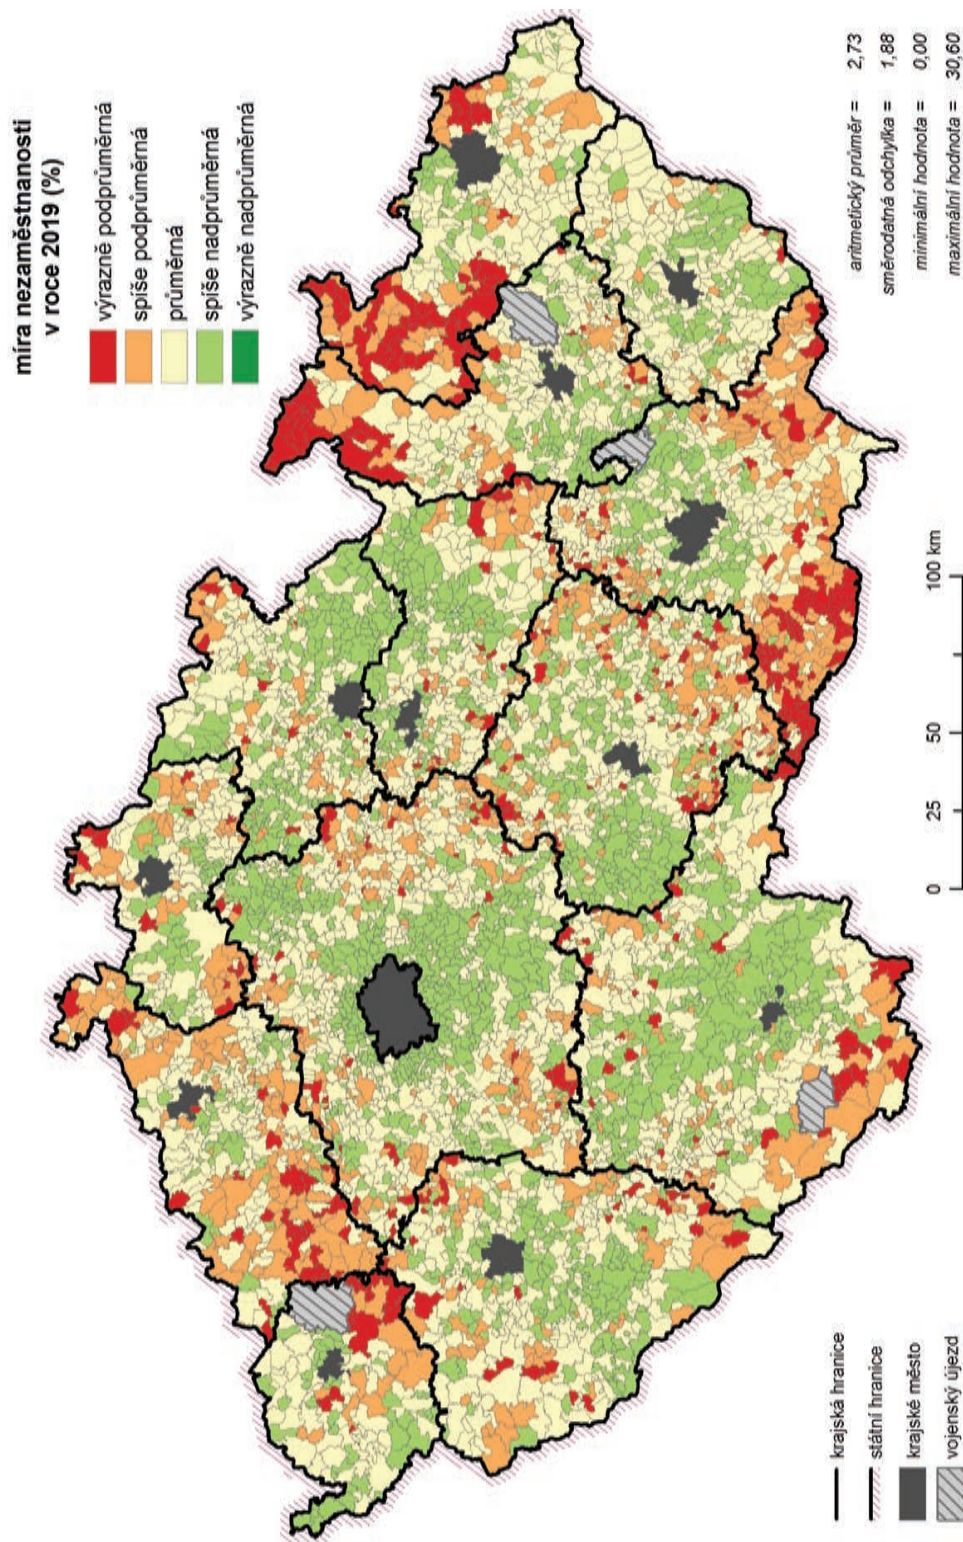 míra nezaměstnanosti
v roce 2019 (%)
výrazně podprůměrná
spíše podprůměrná
průměrná
spíše nadprůměrná
výrazně nadprůměrná
krajská hranice
státní hranice
krajské město
vojenský újezd
0 25 50 100 km
aritmetický průměr = 2,73
směrodatná odchylka = 1,88
minimální hodnota = 0,00
maximální hodnota = 30,60